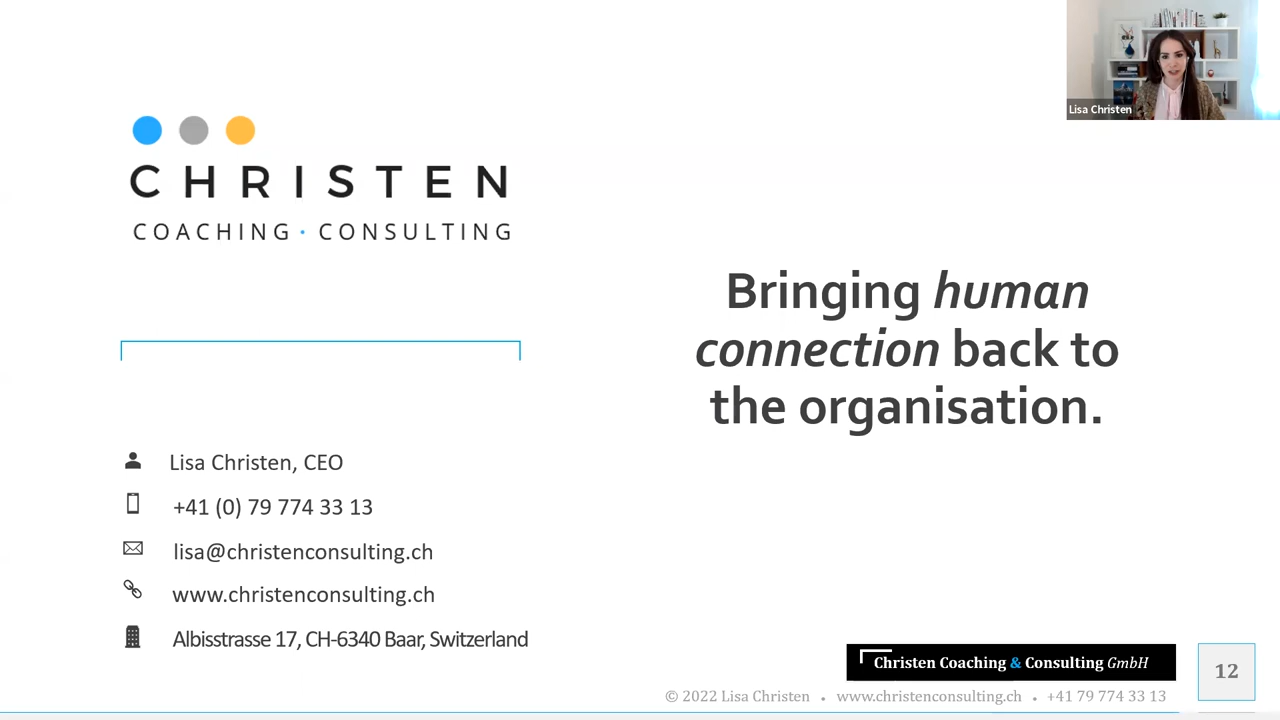 Lisa Christen
CHRISTEN
COACHING · CONSULTING
Bringing human
connection back to
the organisation.
Lisa Christen, CEO
+41 (0) 79 774 33 13
lisa@christenconsulting.ch
www.christenconsulting.ch
Albisstrasse 17, CH-6340 Baar, Switzerland
Christen Coaching & Consulting GmbH
12
© 2022 Lisa Christen • www.christenconsulting.ch • +41 79 774 33 13